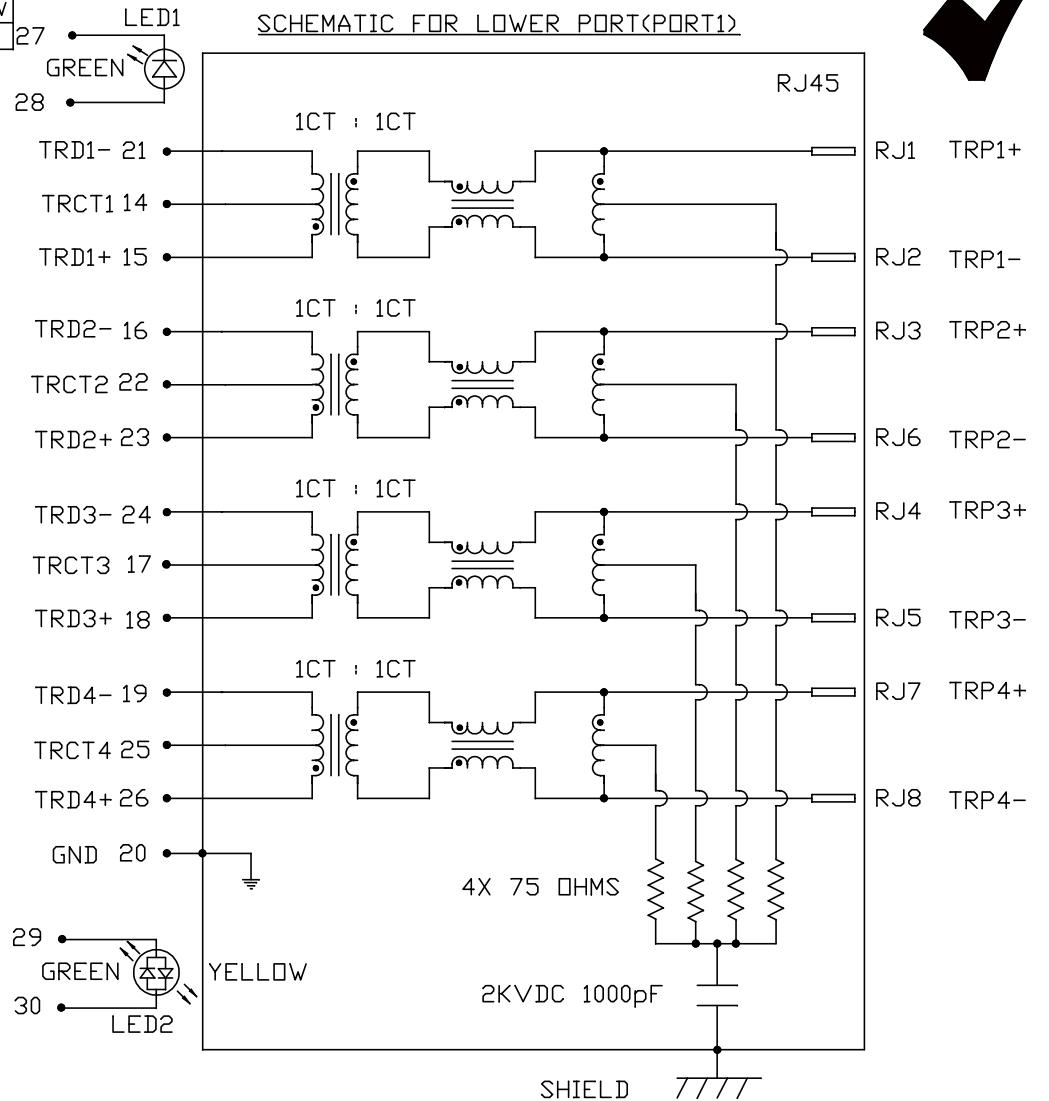 LED1
SCHEMATIC FOR LOWER PORT(PORT1)
27
GREEN
28
RJ45
1CT : 1CT
TRD1- 21
RJ1 TRP1+
TRCT1 14
TRD1+ 15
RJ2 TRP1-
1CT : 1CT
TRD2- 16
RJ3 TRP2+
TRCT2 22
TRD2+ 23
RJ6 TRP2-
1CT : 1CT
TRD3- 24
RJ4 TRP3+
TRCT3 17
TRD3+ 18
RJ5 TRP3-
1CT : 1CT
TRD4- 19
RJ7 TRP4+
TRCT4 25
TRD4+ 26
RJ8 TRP4-
GND 20
4X 75 OHMS
29
GREEN
YELLOW
2KVDC 1000pF
30
LED2
SHIELD